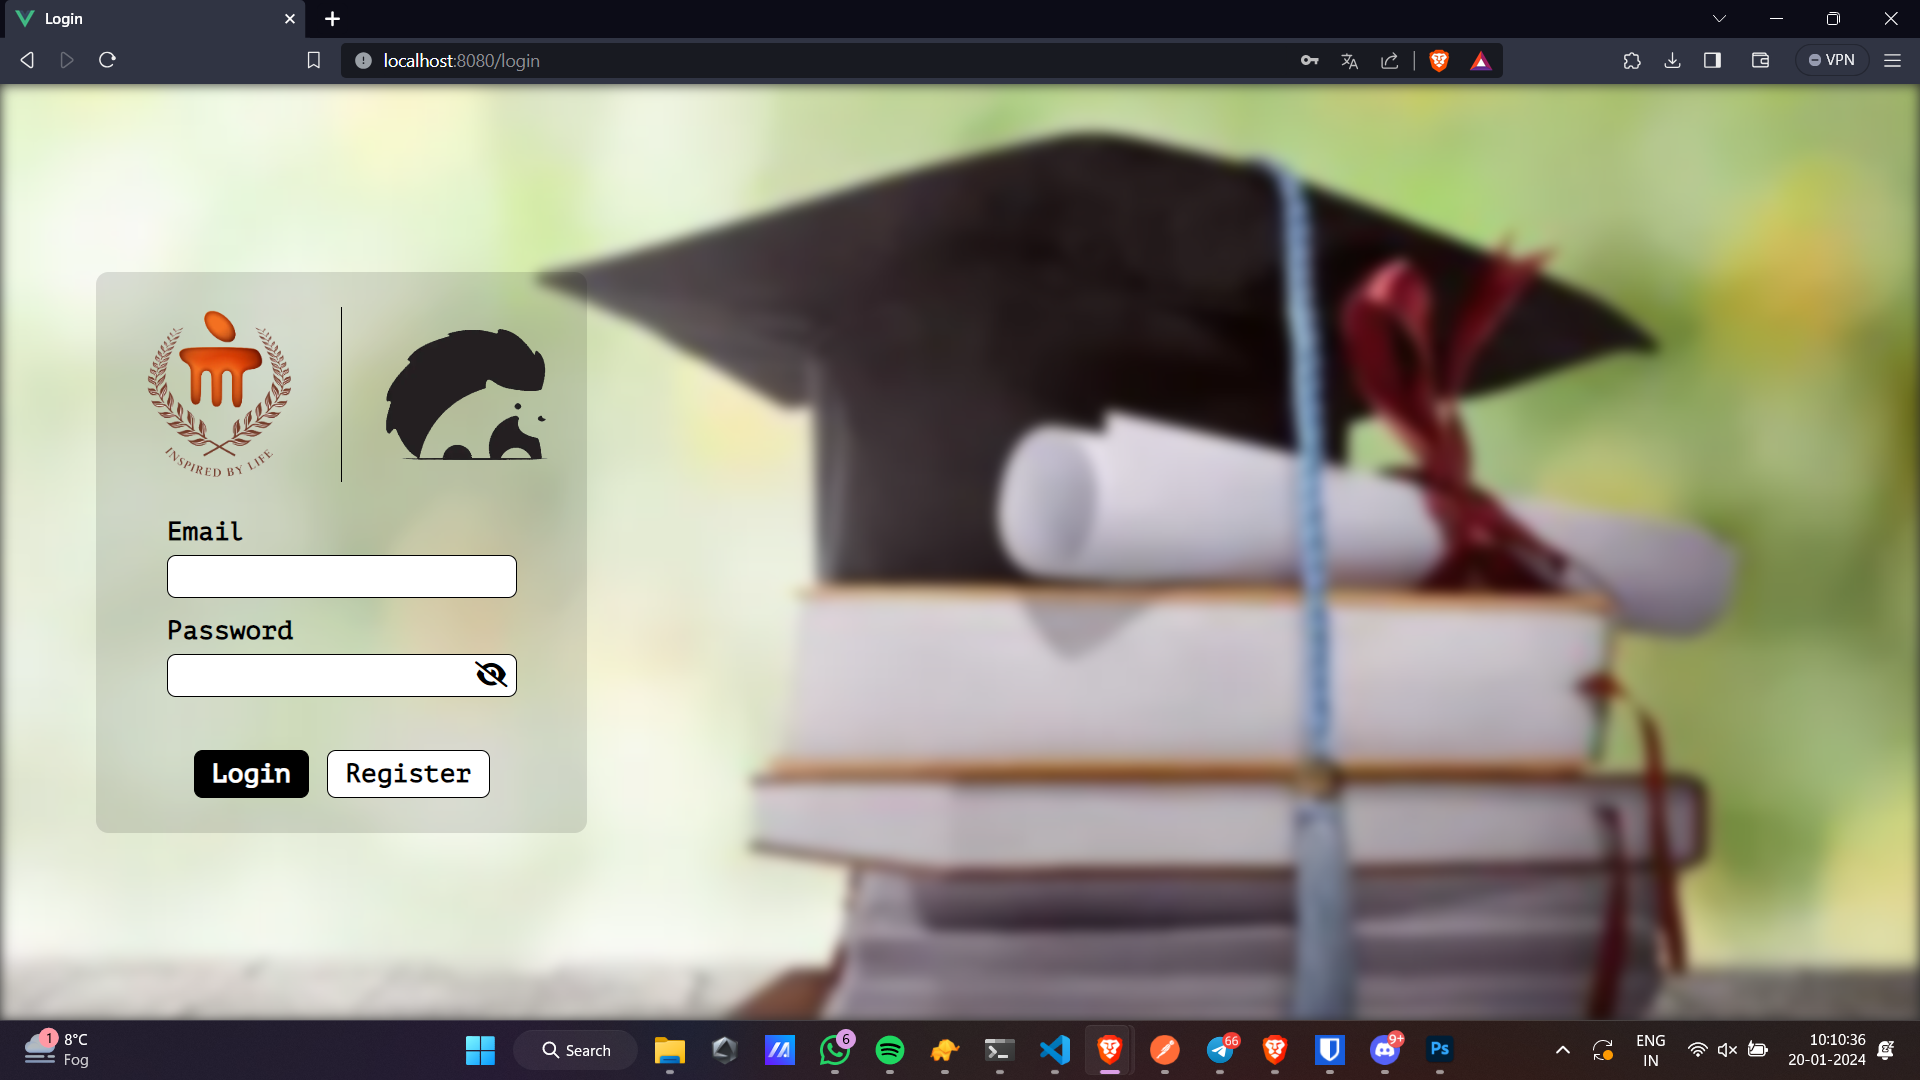 Login
localhost:8080/login
VPN
INSPIRED BY LIFE
Email
Password
Login
Register
1
8°C
Fog
Search
6
66
9+
Ps
ENG
IN
10:10:36
20-01-2024